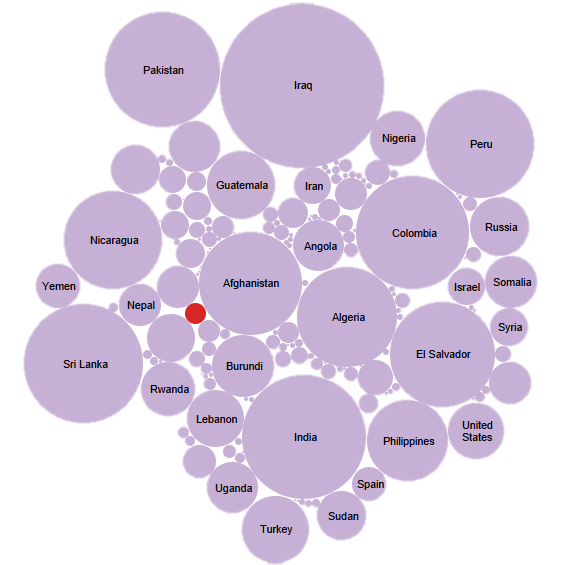 Pakistan
Iraq
Nigeria
Peru
Guatemala
Iran
Nicaragua
Angola
Colombia
Russia
Yemen
Nepal
Afghanistan
Algeria
Israel
Somalia
Syria
Sri Lanka
El Salvador
Burundi
Rwanda
Lebanon
India
Philippines
United
States
Uganda
Spain
Turkey
Sudan